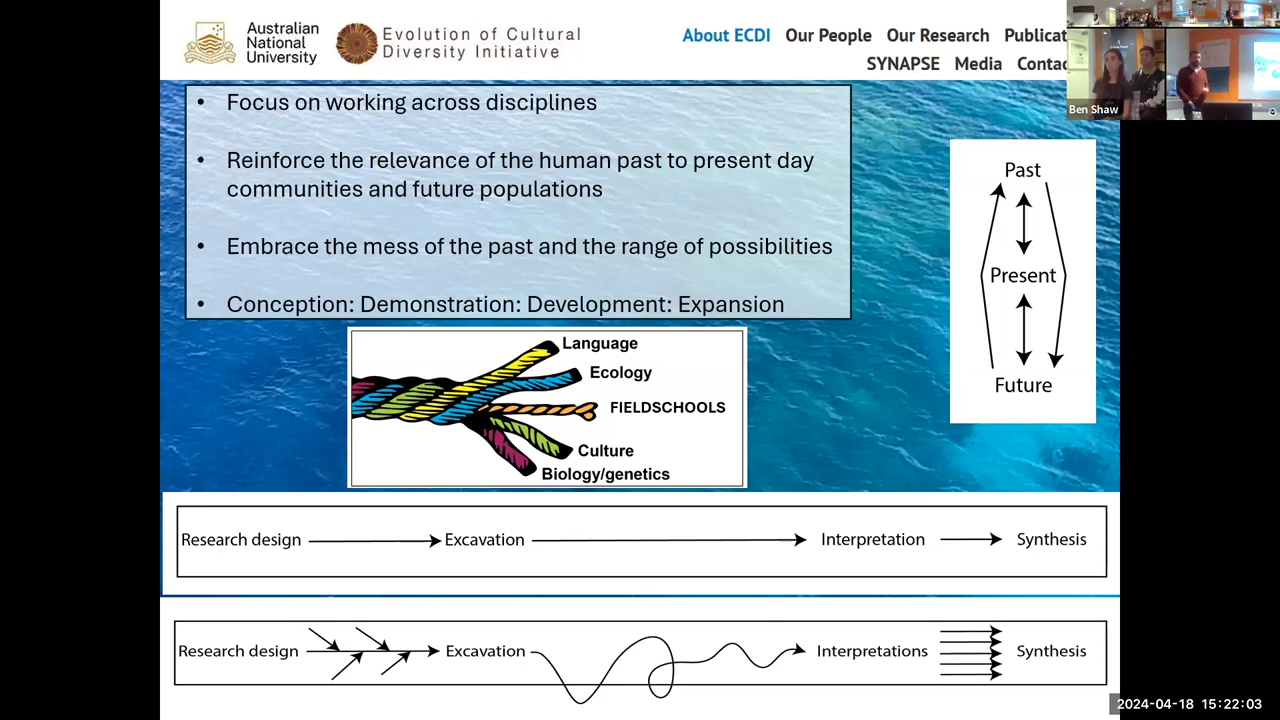 Australian
National
University
Evolution of Cultural
Diversity Initiative
About ECDI Our People Our Research Publicat
SYNAPSE Media Contac
Ben Shaw
• Focus on working across disciplines
• Reinforce the relevance of the human past to present day
communities and future populations
• Embrace the mess of the past and the range of possibilities
• Conception: Demonstration: Development: Expansion
Past
Present
Future
Language
Ecology
FIELDSCHOOLS
Culture
Biology/genetics
Research design Excavation Interpretation Synthesis
Research design Excavation Interpretations Synthesis
2024-04-18 15:22:03